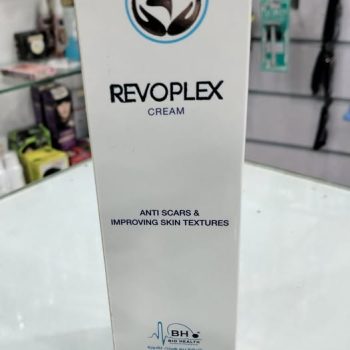 REVOPLEX
CREAM
ANTI SCARS &
IMPROVING SKIN TEXTURES
BH
BIO HEALTH